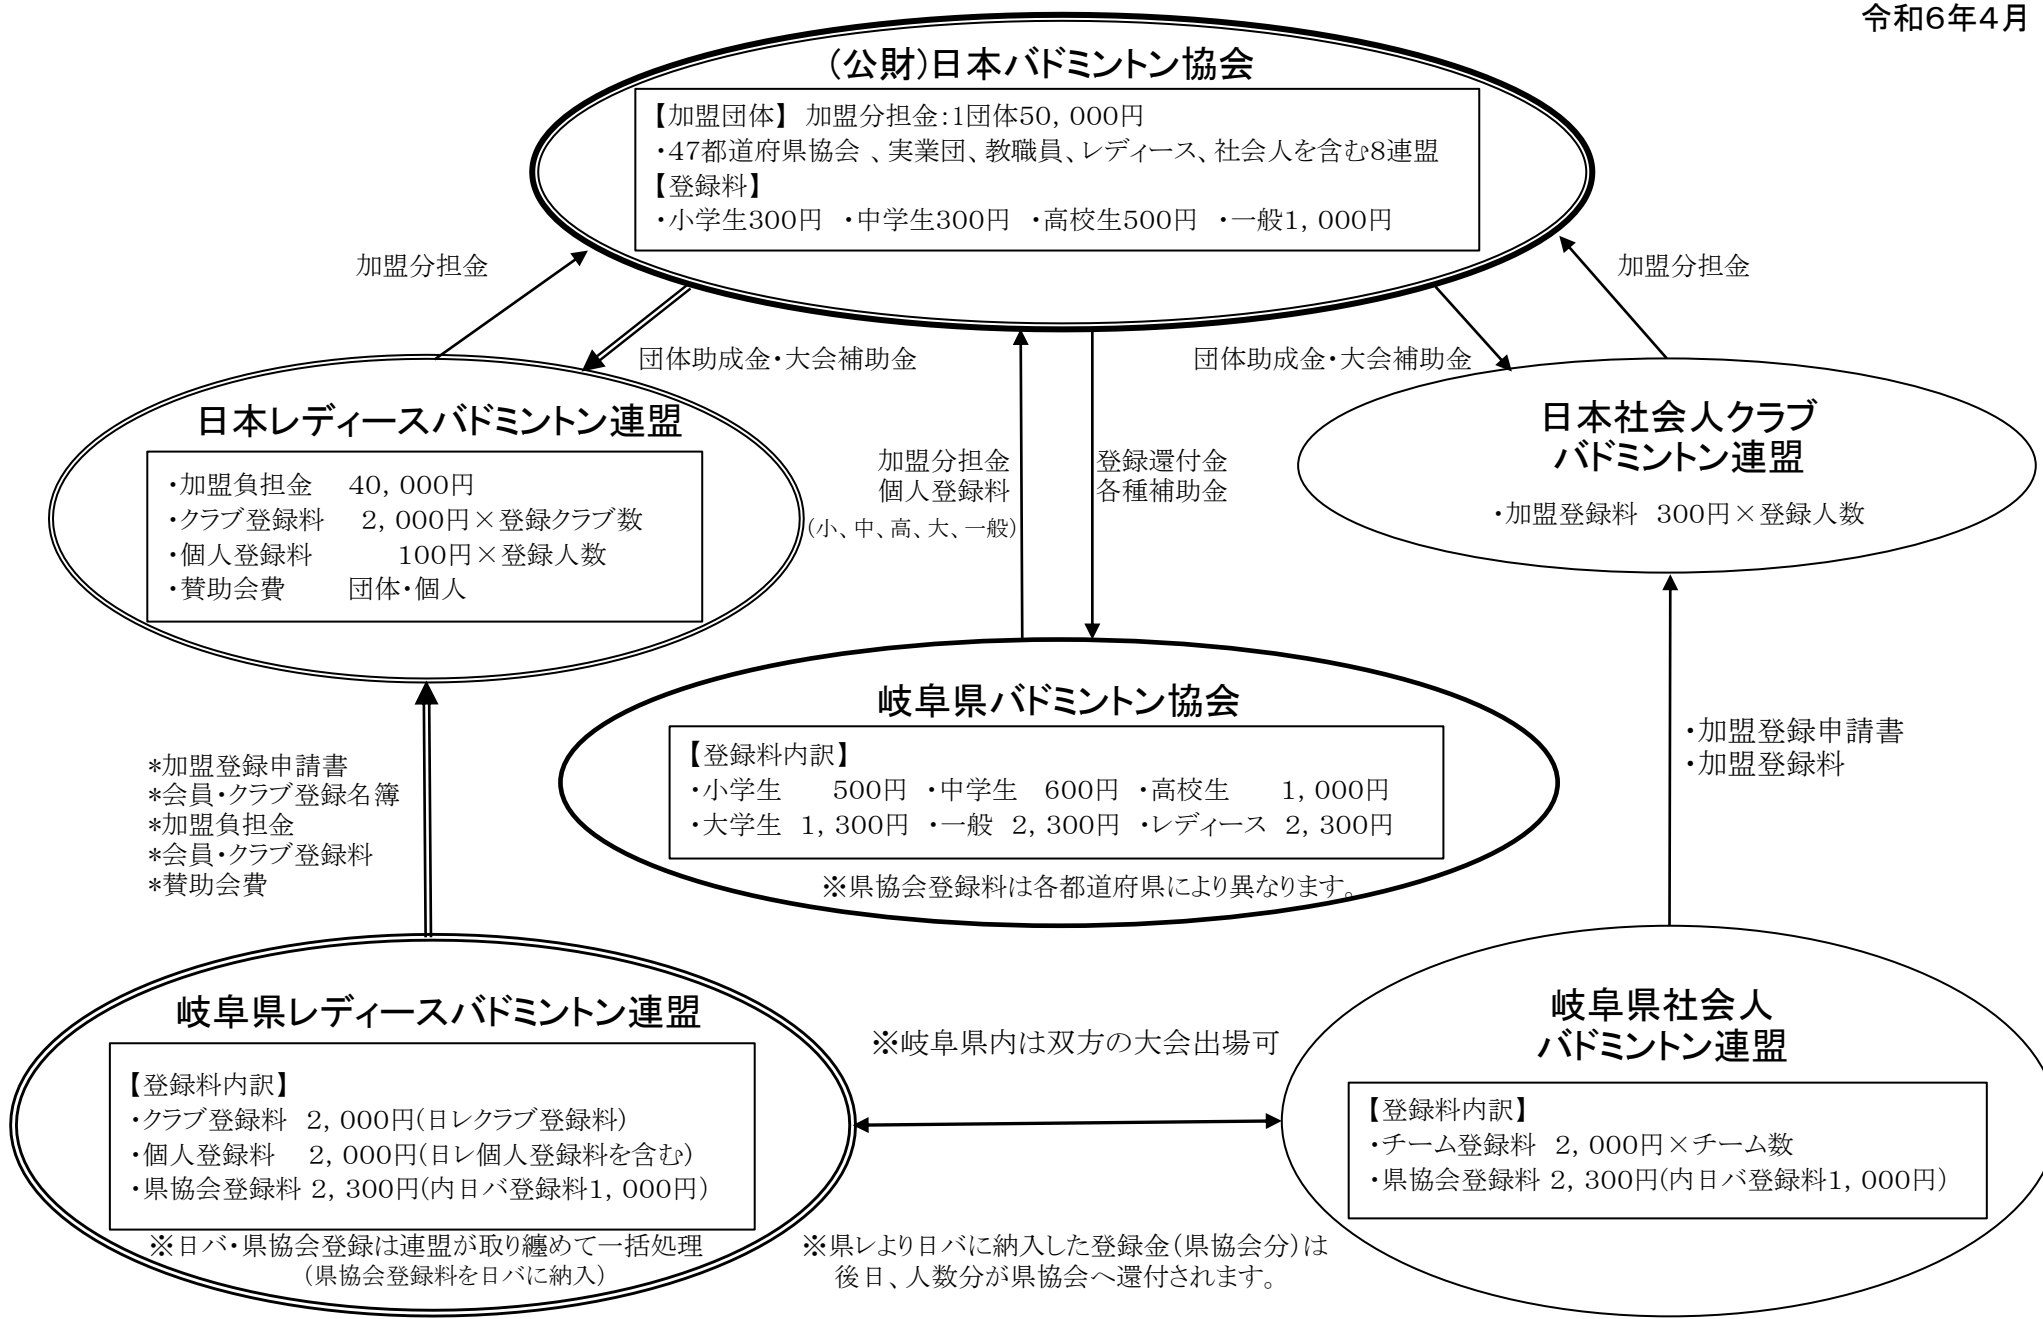 令和6年4月
(公財)日本バドミントン協会
【加盟団体】 加盟分担金:1団体50,000円
・47都道府県協会 、実業団、教職員、レディース、社会人を含む8連盟
【登録料】
・小学生300円 ・中学生300円 ・高校生500円 ・一般1,000円
加盟分担金
加盟分担金
団体助成金・大会補助金
団体助成金・大会補助金
日本レディースバドミントン連盟
・加盟負担金 40,000円
・クラブ登録料 2,000円×登録クラブ数
・個人登録料 100円×登録人数
・賛助会費 団体・個人
加盟分担金
個人登録料
(小、中、高、大、一般)
登録還付金
各種補助金
日本社会人クラブ
バドミントン連盟
・加盟登録料 300円×登録人数
岐阜県バドミントン協会
【登録料内訳】
・小学生 500円 ・中学生 600円 ・高校生 1,000円
・大学生 1,300円 ・一般 2,300円 ・レディース 2,300円
※県協会登録料は各都道府県により異なります。
*加盟登録申請書
*会員・クラブ登録名簿
*加盟負担金
*会員・クラブ登録料
*賛助会費
・加盟登録申請書
・加盟登録料
岐阜県レディースバドミントン連盟
【登録料内訳】
・クラブ登録料 2,000円(日レクラブ登録料)
・個人登録料 2,000円(日レ個人登録料を含む)
・県協会登録料 2,300円(内日バ登録料1,000円)
※日バ・県協会登録は連盟が取り纏めて一括処理
(県協会登録料を日バに納入)
※岐阜県内は双方の大会出場可
※県レより日バに納入した登録金(県協会分)は
後日、人数分が県協会へ還付されます。
岐阜県社会人
バドミントン連盟
【登録料内訳】
・チーム登録料 2,000円×チーム数
・県協会登録料 2,300円(内日バ登録料1,000円)